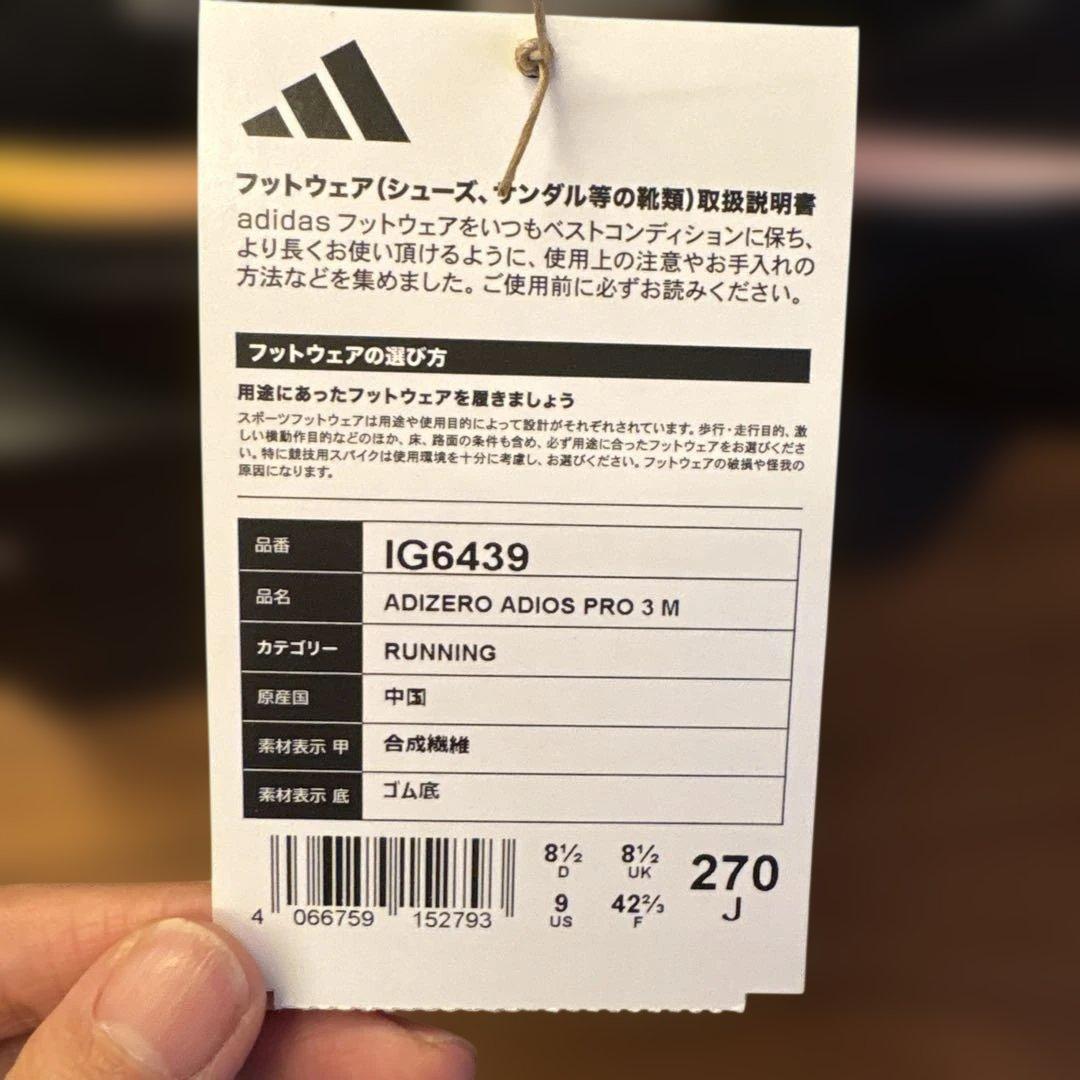 フットウェア(シューズ、サンダル等の靴類)取扱説明書
adidas フットウェアをいつもベストコンディションに保ち、
より長くお使い頂けるように、使用上の注意やお手入れの
方法などを集めました。ご使用前に必ずお読みください。
フットウェアの選び方
用途にあったフットウェアを履きましょう
スポーツフットウェアは用途や使用目的によって設計がそれぞれされています。歩行・走行目的、激
しい横動作目的などのほか、床、路面の条件も含め、必ず用途に合ったフットウェアをお選びくださ
い。特に競技用スパイクは使用環境を十分に考慮し、お選びください。フットウェアの破損や怪我の
原因になります。
品番 IG6439
品名 ADIZERO ADIOS PRO 3 M
カテゴリー RUNNING
原産国 中国
素材表示 甲 合成繊維
素材表示 底 ゴム底
8½ 8½ 270
D UK J
9 42⅔
US F
4 066759 152793